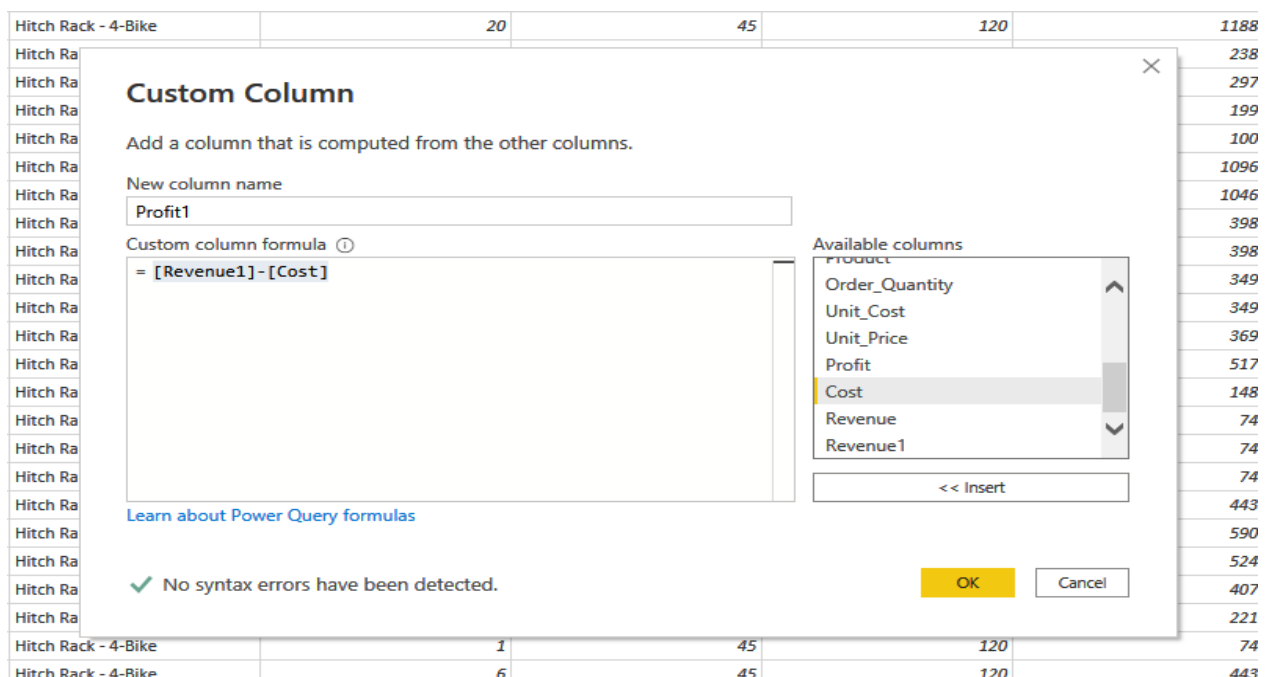 Hitch Rack - 4-Bike 20 45 120 1188
Hitch Ra 238
Hitch Ra 297
Hitch Ra 199
Hitch Ra 100
Hitch Ra 1096
Hitch Ra 1046
Hitch Ra 398
Hitch Ra 398
Hitch Ra 349
Hitch Ra 349
Hitch Ra 369
Hitch Ra 517
Hitch Ra 148
Hitch Ra 74
Hitch Ra 74
Hitch Ra 74
Hitch Ra 443
Hitch Ra 590
Hitch Ra 524
Hitch Ra 407
Hitch Ra 221
Custom Column
Add a column that is computed from the other columns.
New column name
Profit1
Custom column formula
= [Revenue1]-[Cost]
Available columns
Product
Order_Quantity
Unit_Cost
Unit_Price
Profit
Cost
Revenue
Revenue1
<< Insert
Learn about Power Query formulas
No syntax errors have been detected.
OK
Cancel
Hitch Rack - 4-Bike 1 45 120 74
Hitch Rack - 4-Bike 6 45 120 443